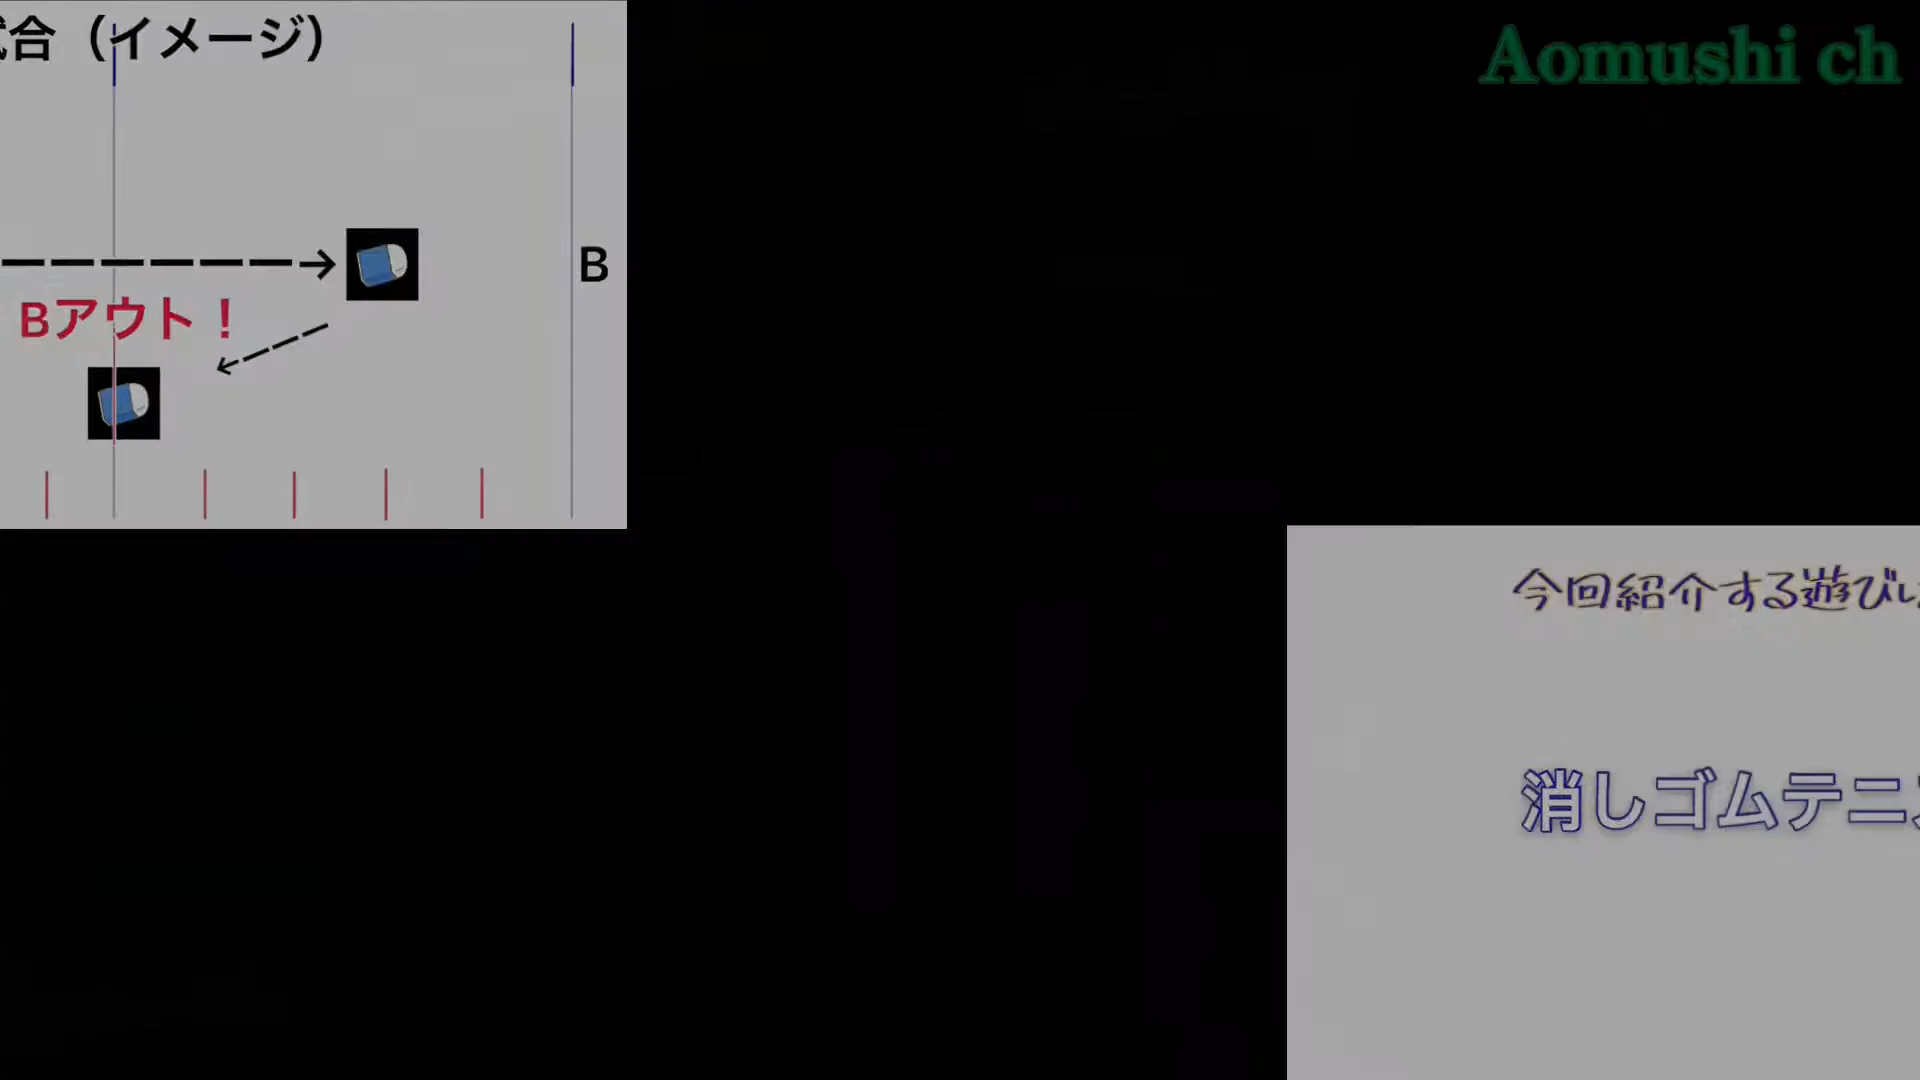 合（イメージ）
Aomushi ch
B
Bアウト！
今回紹介する遊び
消しゴムテニ